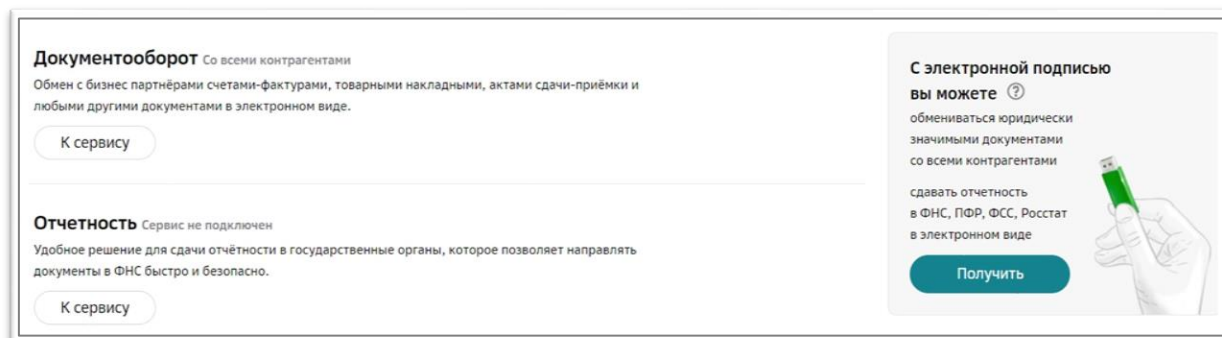 Документооборот Со всеми контрагентами
Обмен с бизнес партнёрами счетами-фактурами, товарными накладными, актами сдачи-приёмки и
любыми другими документами в электронном виде.
К сервису
Отчетность Сервис не подключен
Удобное решение для сдачи отчётности в государственные органы, которое позволяет направлять
документы в ФНС быстро и безопасно.
К сервису
С электронной подписью
вы можете ?
обмениваться юридически
значимыми документами
со всеми контрагентами
сдавать отчетность
в ФНС, ПФР, ФСС, Росстат
в электронном виде
Получить